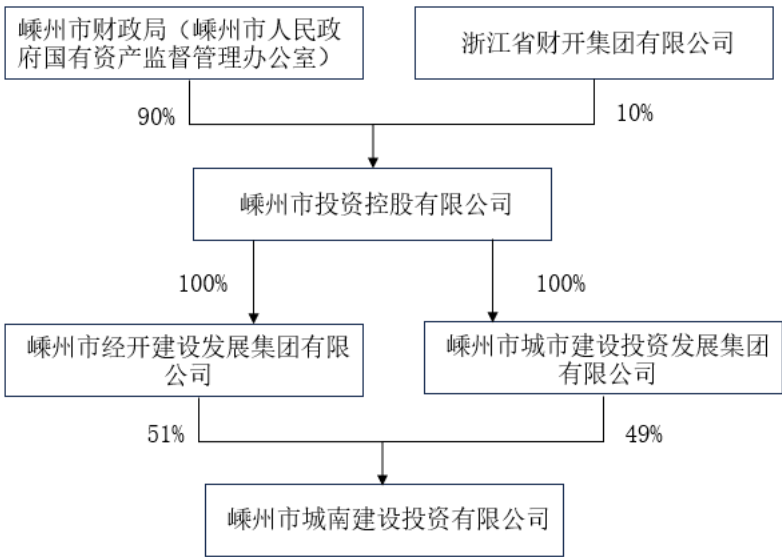 嵊州市财政局（嵊州市人民政
府国有资产监督管理办公室）
浙江省财开集团有限公司
90%
10%
嵊州市投资控股有限公司
100%
100%
嵊州市经开建设发展集团有限
公司
嵊州市城市建设投资发展集团
有限公司
51%
49%
嵊州市城南建设投资有限公司